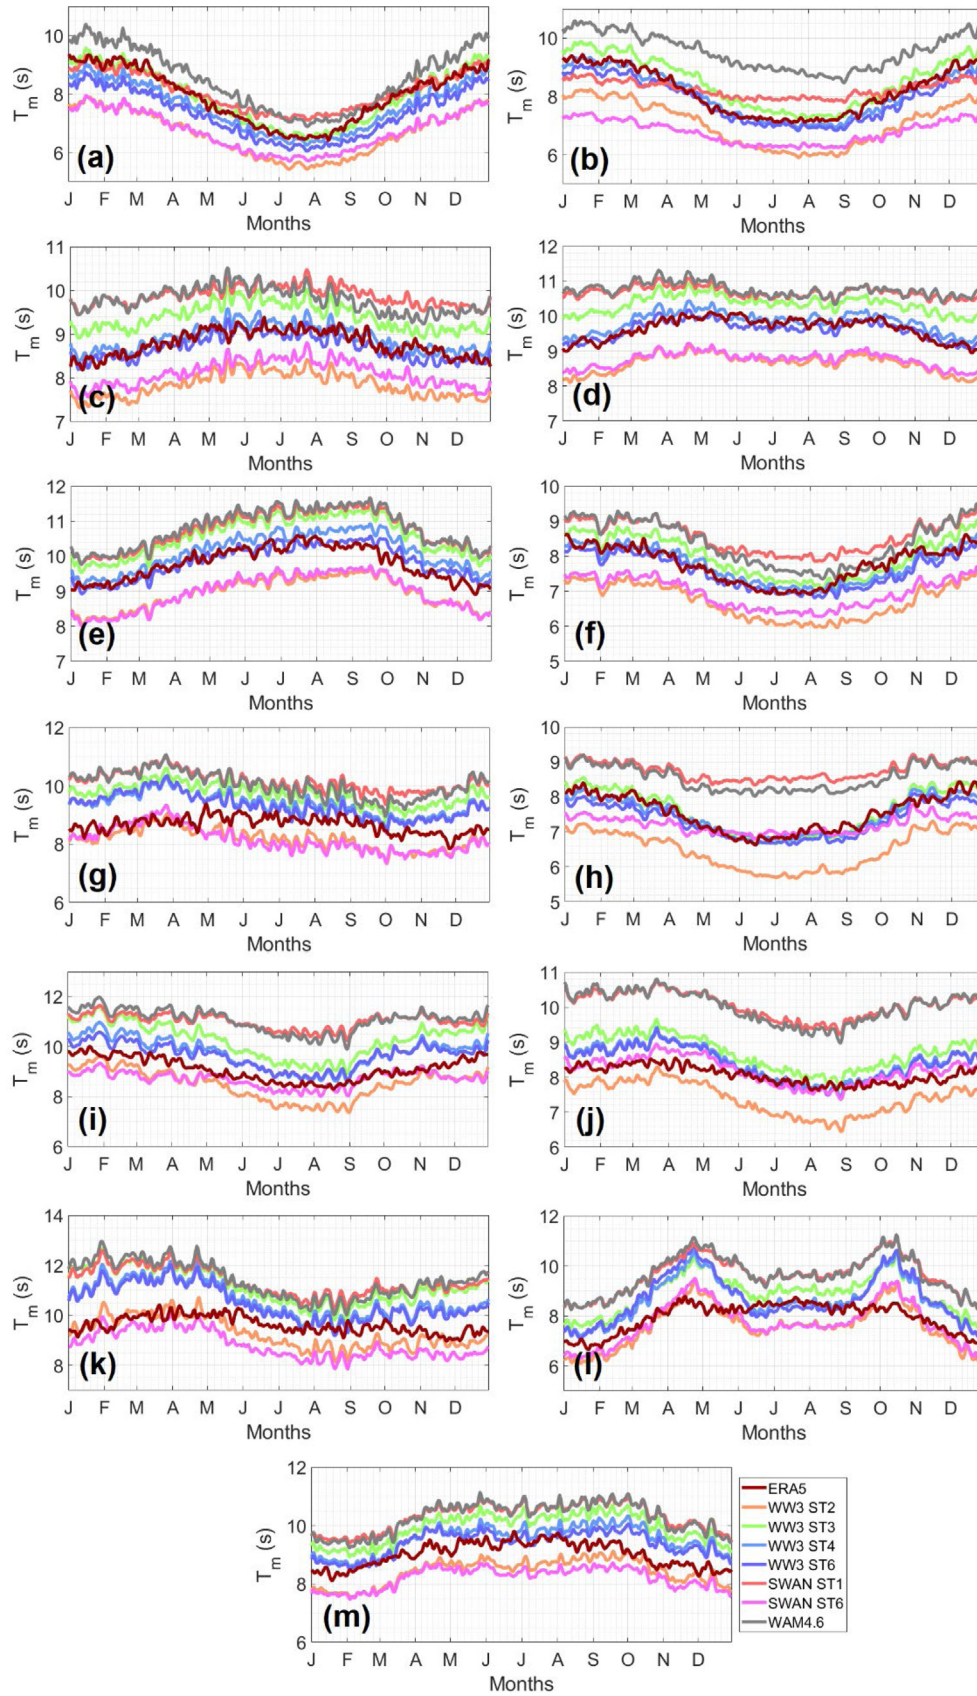 10
8
6
T_m (s)
(a)
J F M A M J J A S O N D
Months
10
8
6
T_m (s)
(b)
J F M A M J J A S O N D
Months
11
10
9
8
7
T_m (s)
(c)
J F M A M J J A S O N D
Months
12
11
10
9
8
7
T_m (s)
(d)
J F M A M J J A S O N D
Months
12
11
10
9
8
7
T_m (s)
(e)
J F M A M J J A S O N D
Months
10
9
8
7
6
5
T_m (s)
(f)
J F M A M J J A S O N D
Months
12
10
8
6
T_m (s)
(g)
J F M A M J J A S O N D
Months
10
9
8
7
6
5
T_m (s)
(h)
J F M A M J J A S O N D
Months
12
10
8
6
T_m (s)
(i)
J F M A M J J A S O N D
Months
11
10
9
8
7
6
T_m (s)
(j)
J F M A M J J A S O N D
Months
14
12
10
8
T_m (s)
(k)
J F M A M J J A S O N D
Months
12
10
8
6
T_m (s)
(l)
J F M A M J J A S O N D
Months
12
10
8
6
T_m (s)
(m)
J F M A M J J A S O N D
Months
ERA5
WW3 ST2
WW3 ST3
WW3 ST4
WW3 ST6
SWAN ST1
SWAN ST6
WAM4.6